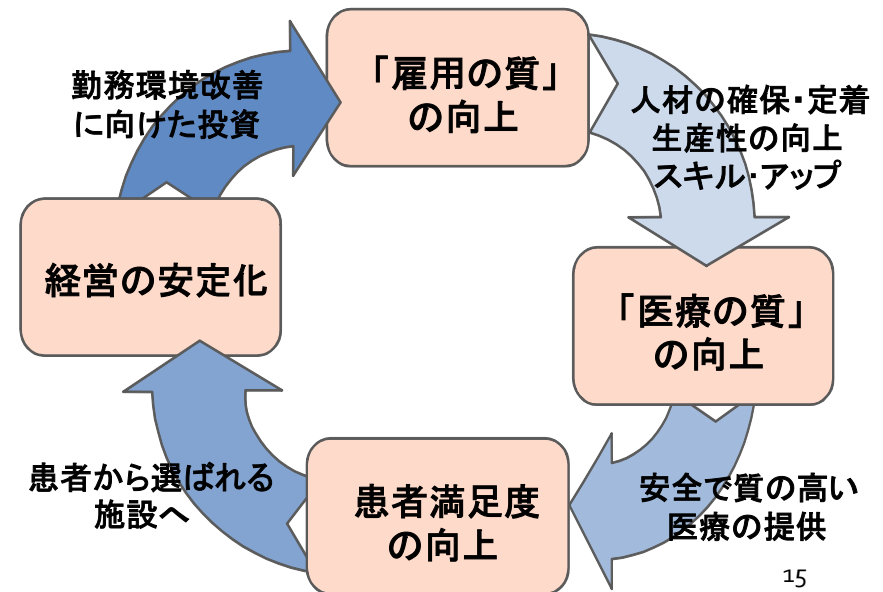 「雇用の質」
の向上
人材の確保・定着
生産性の向上
スキル・アップ
「医療の質」
の向上
安全で質の高い
医療の提供
患者満足度
の向上
患者から選ばれる
施設へ
経営の安定化
勤務環境改善
に向けた投資
15